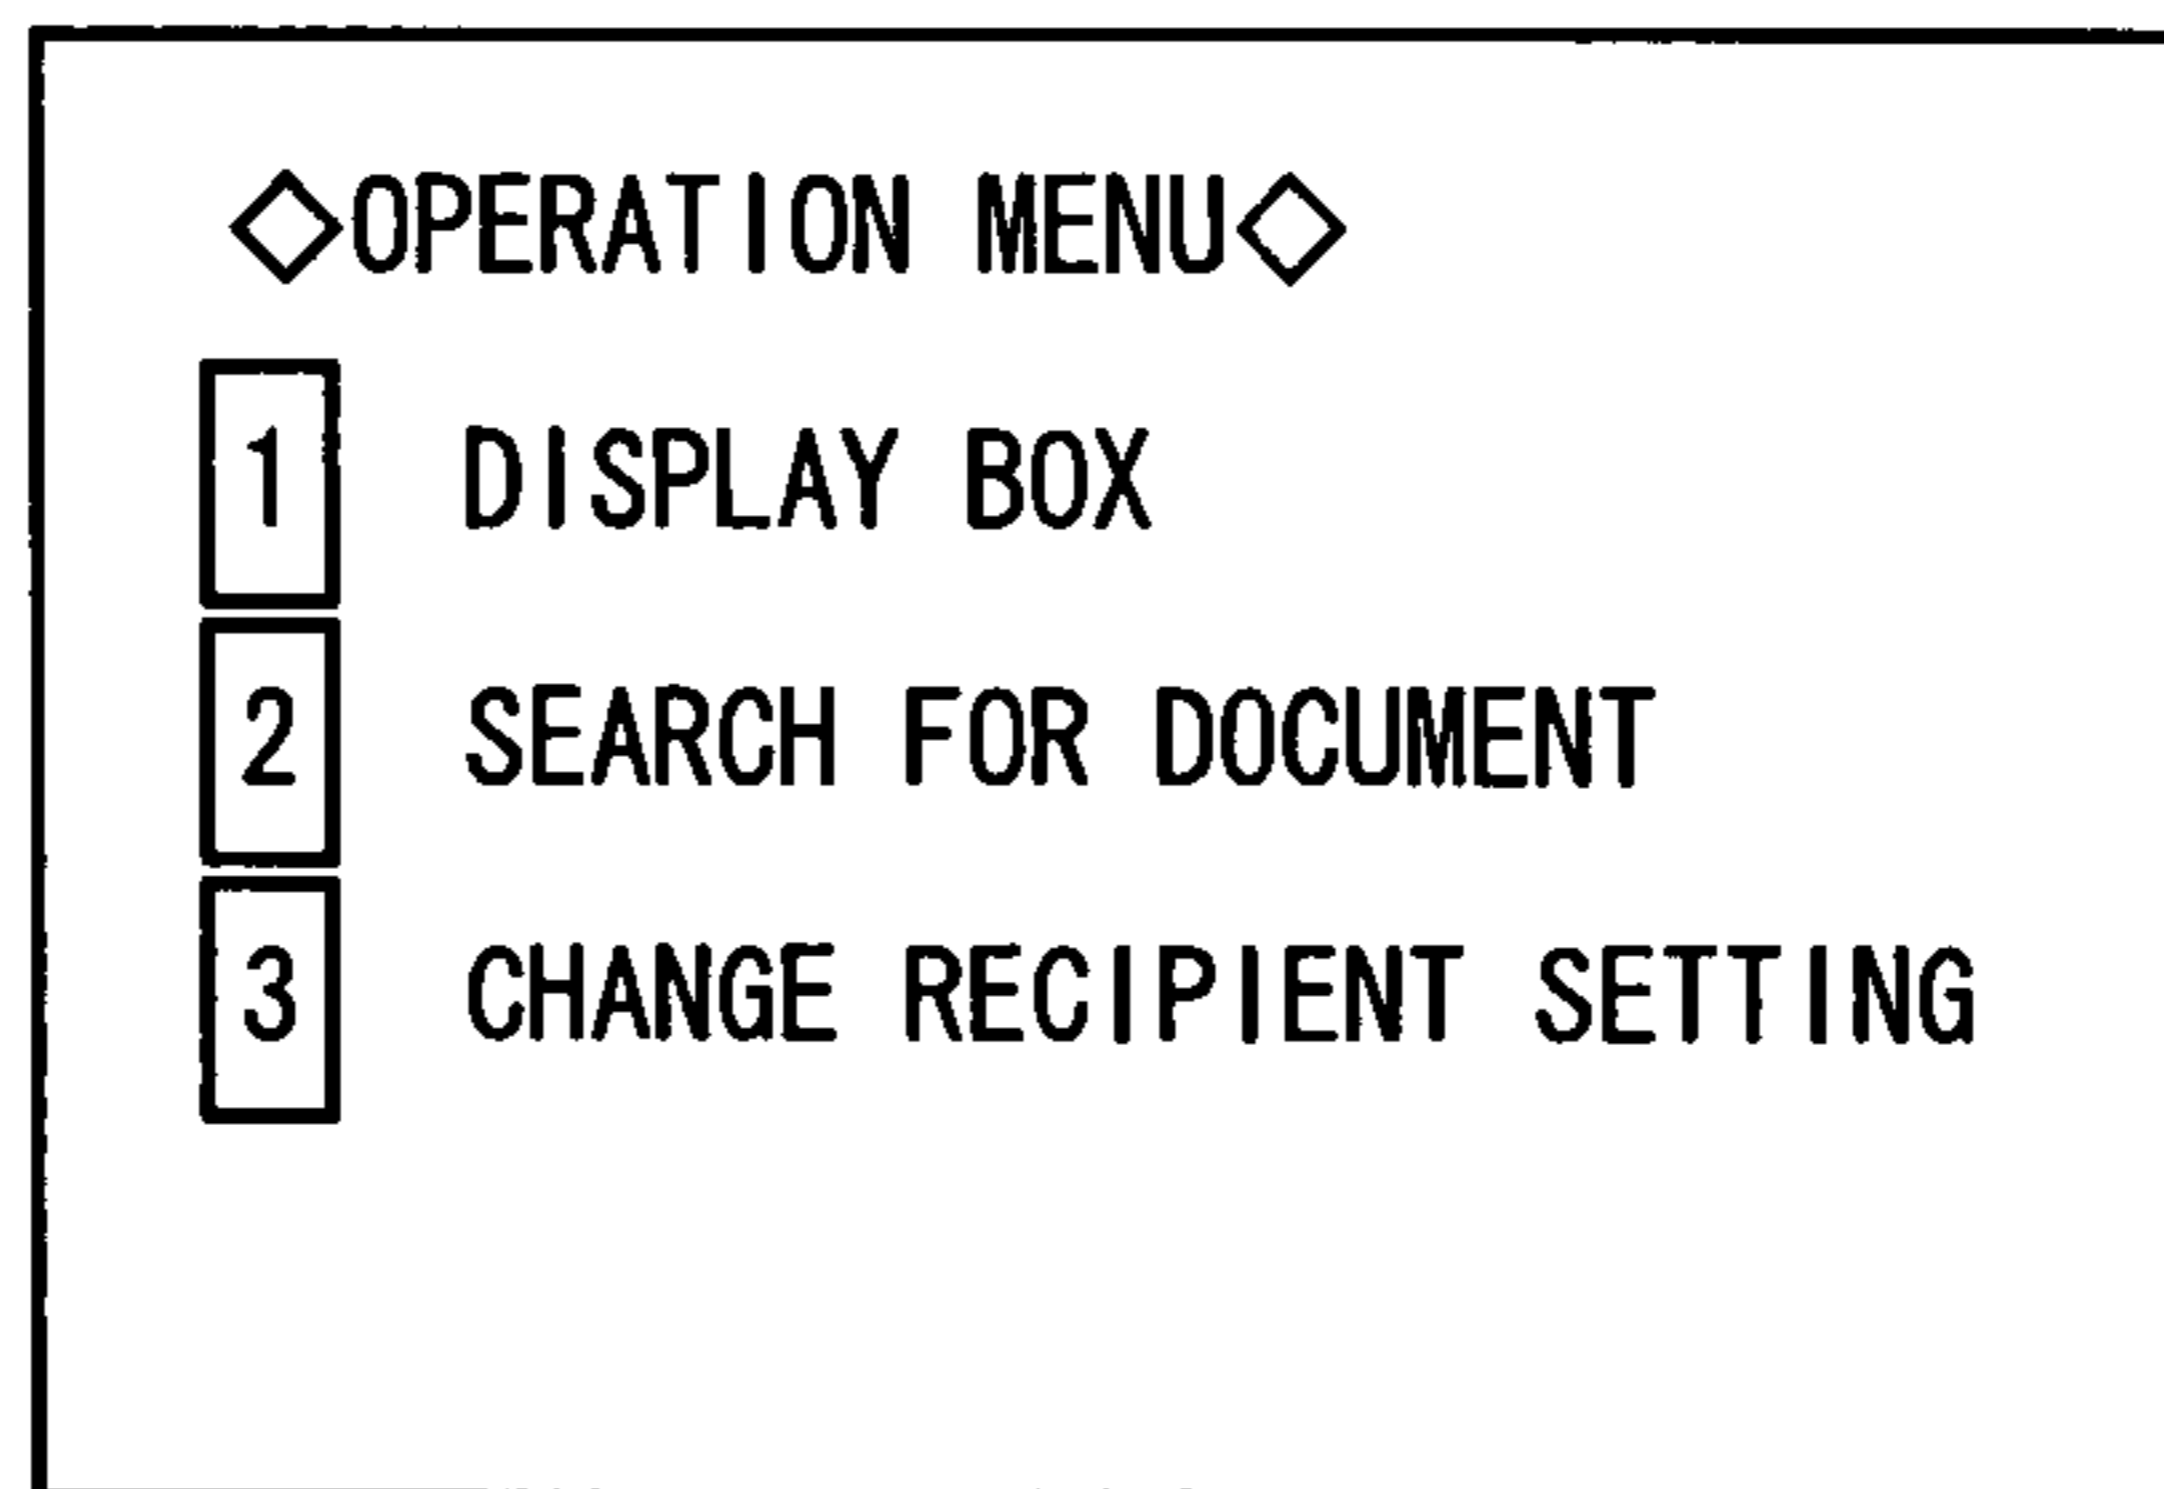 ◇OPERATION MENU◇
1 DISPLAY BOX
2 SEARCH FOR DOCUMENT
3 CHANGE RECIPIENT SETTING